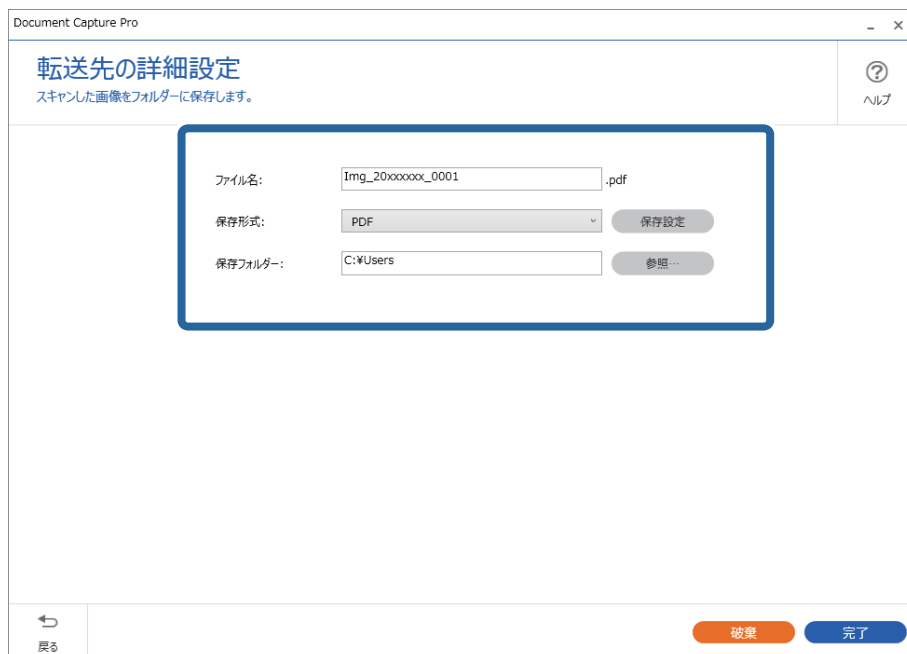 Document Capture Pro
転送先の詳細設定
スキャンした画像をフォルダーに保存します。
ヘルプ
ファイル名: Img_20xxxxxx_0001 .pdf
保存形式: PDF 保存設定
保存フォルダー: C:¥Users 参照…
戻る
破棄 完了